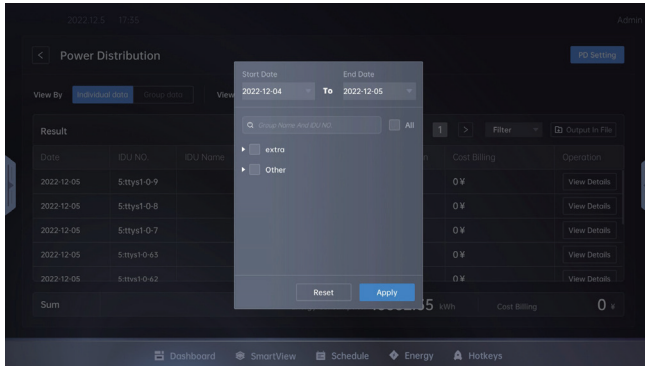 2022.12.5 17:35
Admin
< Power Distribution
PD Setting
View By Individual data Group data View
Start Date End Date
2022-12-04 To 2022-12-05
Group Name And IDU NO.
All
extra
Other
Reset Apply
Result
1 > Filter Output In File
Date IDU NO. IDU Name Cost Billing Operation
2022-12-05 5:ttys1-0-9 0¥ View Details
2022-12-05 5:ttys1-0-8 0¥ View Details
2022-12-05 5:ttys1-0-7 0¥ View Details
2022-12-05 5:ttys1-0-63 0¥ View Details
2022-12-05 5:ttys1-0-62 0¥ View Details
Sum kWh Cost Billing 0 ¥
Dashboard SmartView Schedule Energy Hotkeys